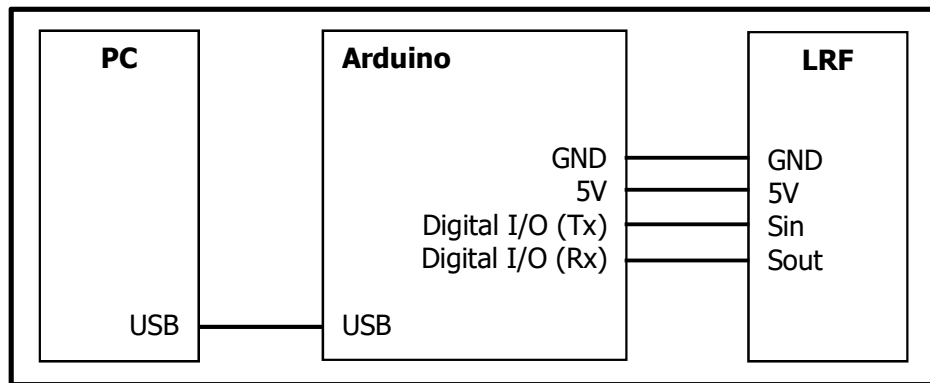 PC
Arduino
LRF
GND
GND
5V
5V
Digital I/O (Tx)
Sin
Digital I/O (Rx)
Sout
USB
USB